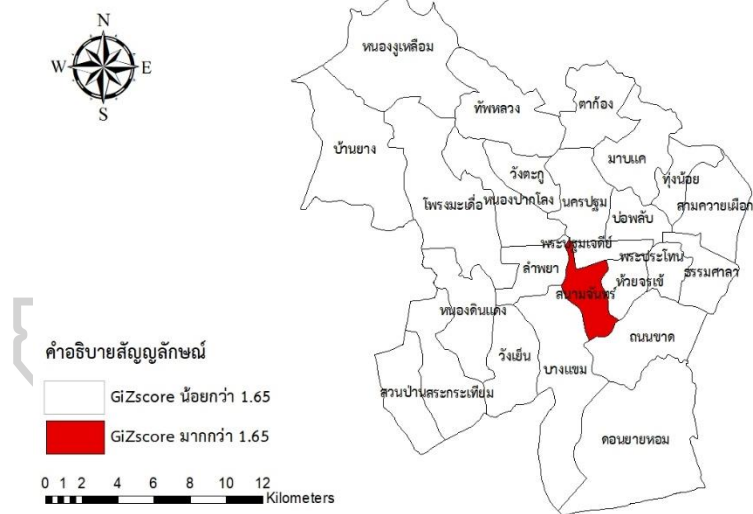 N
W E
S
หนองงูเหลือม
ทัพหลวง
ตาก้อง
บ้านยาง
มาบแค
วังตะกู
ทุ่งน้อย
โพรงมะเดื่อ
หนองปากโลง
นครปฐม
สามควายเผือก
บ่อพลับ
พระปฐมเจดีย์
พระประโทน
ลำพยา
ธรรมศาลา
สนามจันทร์
ห้วยจรเข้
หนองดินแดง
ถนนขาด
วังเย็น
บางแขม
สวนป่าน
สระกระเทียม
ดอนยายหอม
คำอธิบายสัญญลักษณ์
GiZscore น้อยกว่า 1.65
GiZscore มากกว่า 1.65
0 1 2 4 6 8 10 12
Kilometers